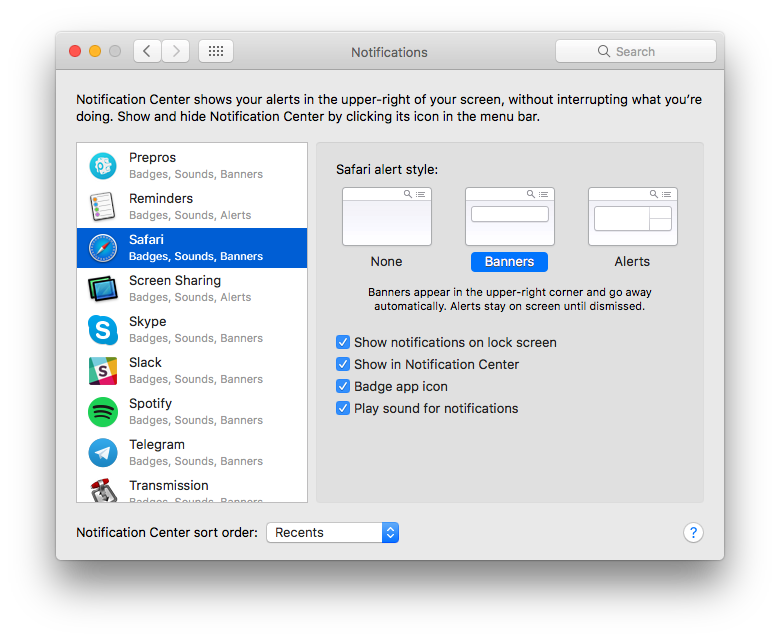 Notifications
Search
Notification Center shows your alerts in the upper-right of your screen, without interrupting what you’re
doing. Show and hide Notification Center by clicking its icon in the menu bar.
Prepros
Badges, Sounds, Banners
Reminders
Badges, Sounds, Alerts
Safari
Badges, Sounds, Banners
Screen Sharing
Badges, Sounds, Alerts
Skype
Badges, Sounds, Banners
Slack
Badges, Sounds, Banners
Spotify
Badges, Sounds, Banners
Telegram
Badges, Sounds, Banners
Transmission
Badges, Sounds, Banners
Safari alert style:
None
Banners
Alerts
Banners appear in the upper-right corner and go away
automatically. Alerts stay on screen until dismissed.
Show notifications on lock screen
Show in Notification Center
Badge app icon
Play sound for notifications
Notification Center sort order:
Recents
?